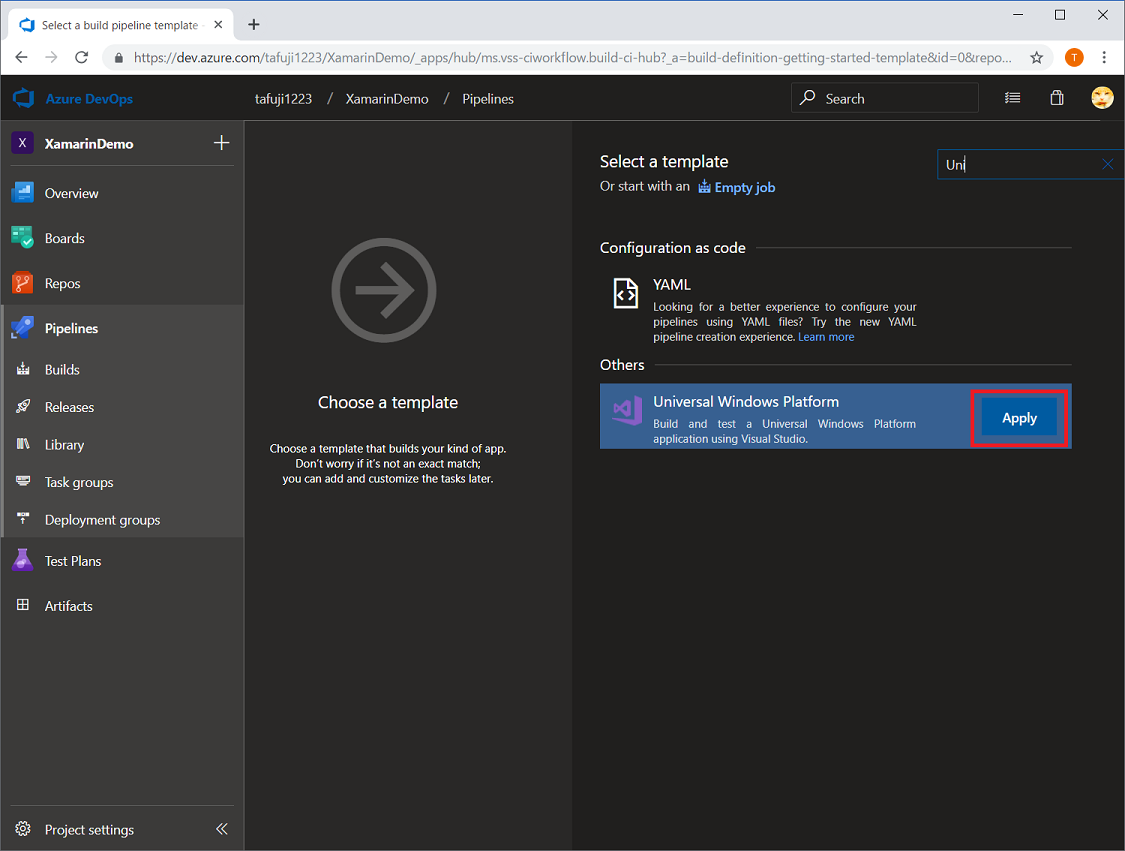 Select a build pipeline template -
https://dev.azure.com/tafuji1223/XamarinDemo/_apps/hub/ms.vss-ciworkflow.build-ci-hub?_a=build-definition-getting-started-template&id=0&repo...
T
Azure DevOps
tafuji1223 / XamarinDemo / Pipelines
Search
X
XamarinDemo
Overview
Boards
Repos
Pipelines
Builds
Releases
Library
Task groups
Deployment groups
Test Plans
Artifacts
Project settings
Choose a template
Choose a template that builds your kind of app.
Don't worry if it's not an exact match;
you can add and customize the tasks later.
Select a template
Or start with an Empty job
Uni
Configuration as code
YAML
Looking for a better experience to configure your
pipelines using YAML files? Try the new YAML
pipeline creation experience. Learn more
Others
Universal Windows Platform
Build and test a Universal Windows Platform
application using Visual Studio.
Apply